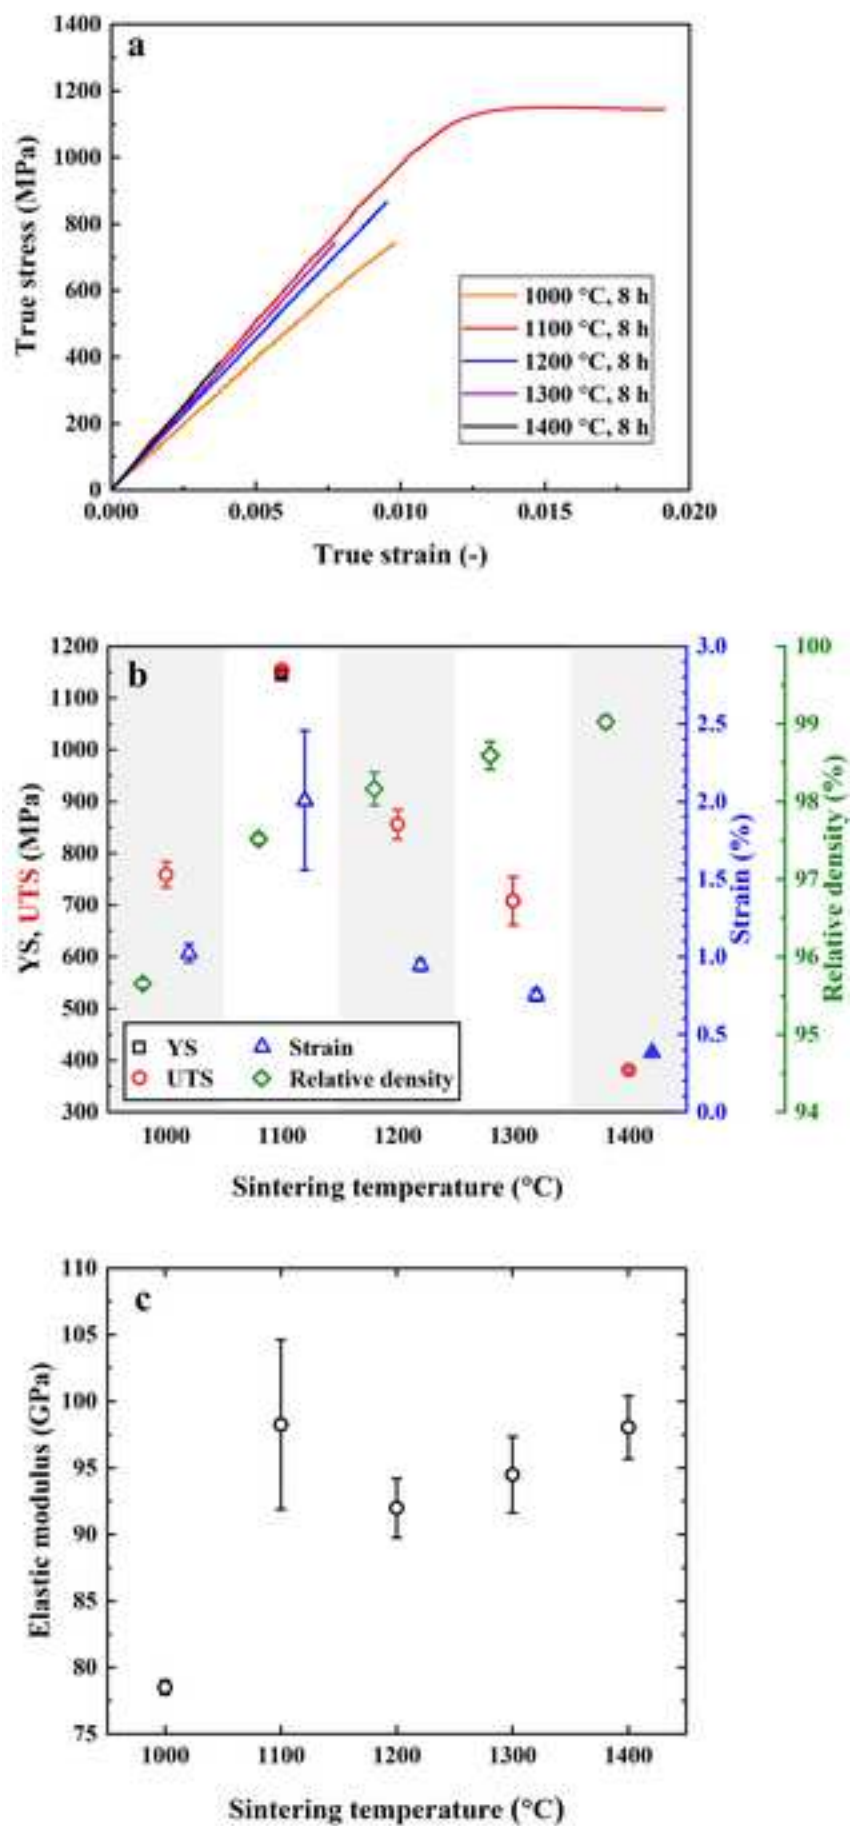 a
1400
1200
1000
800
600
400
200
0
True stress (MPa)
1000 °C, 8 h
1100 °C, 8 h
1200 °C, 8 h
1300 °C, 8 h
1400 °C, 8 h
0.000 0.005 0.010 0.015 0.020
True strain (-)
b
1200
1100
1000
900
800
700
600
500
400
300
YS, UTS (MPa)
3.0
2.5
2.0
1.5
1.0
0.5
0.0
Strain (%)
100
99
98
97
96
95
94
Relative density (%)
YS Strain
UTS Relative density
1000 1100 1200 1300 1400
Sintering temperature (°C)
c
110
105
100
95
90
85
80
75
Elastic modulus (GPa)
1000 1100 1200 1300 1400
Sintering temperature (°C)